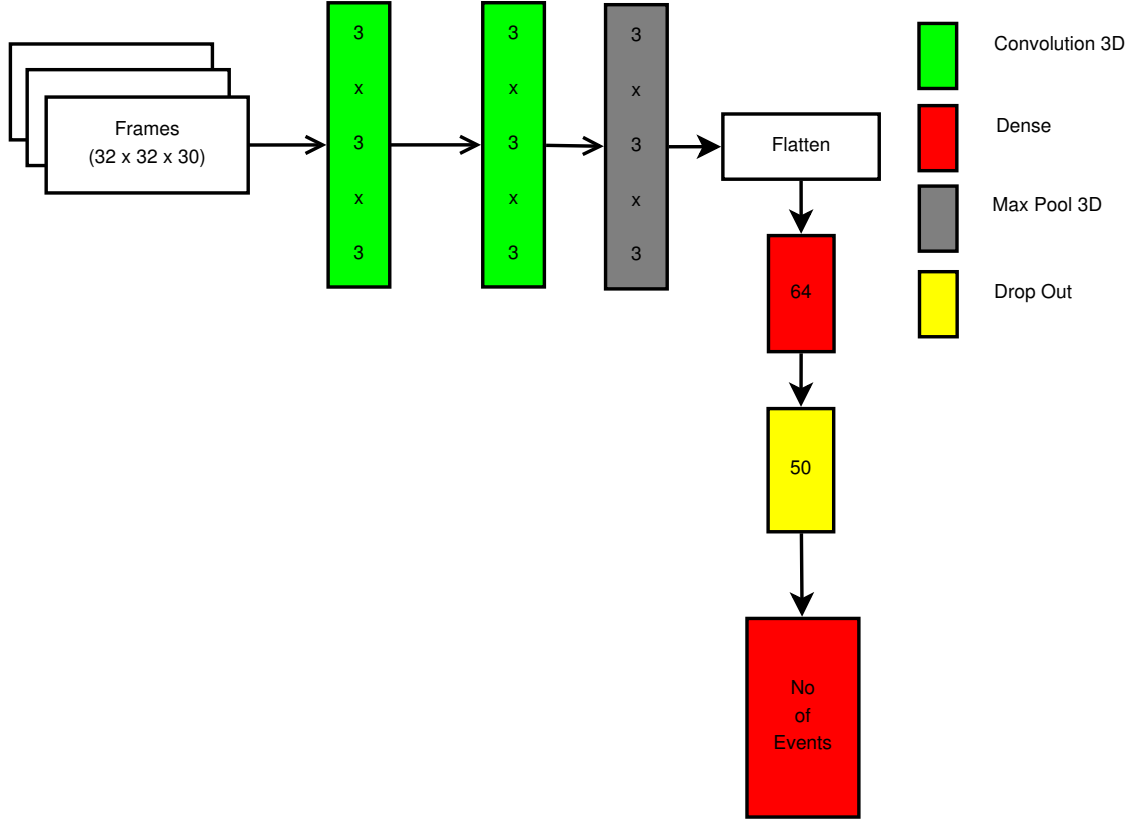 Frames
(32 x 32 x 30)
3
x
3
x
3
3
x
3
x
3
3
x
3
x
3
Flatten
64
50
No
of
Events
Convolution 3D
Dense
Max Pool 3D
Drop Out